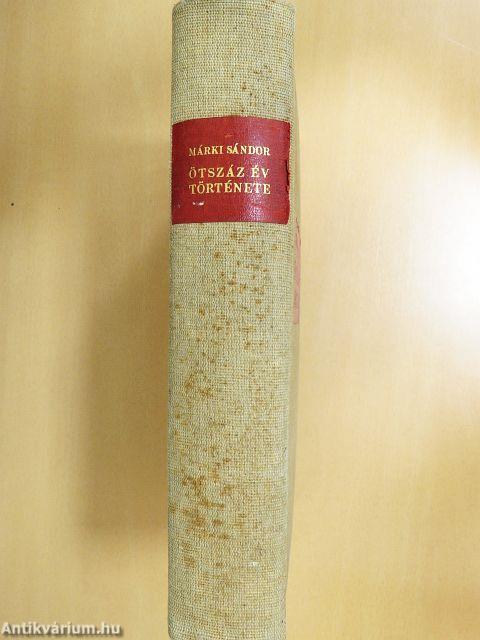 MÁRKI SÁNDOR
ÖTSZÁZ ÉV
TÖRTÉNETE
Antikvárium.hu